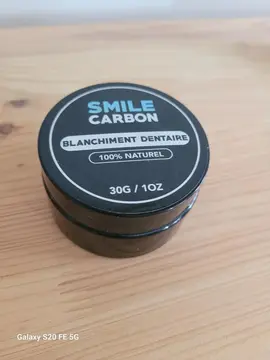 SMILE
CARBON
BLANCHIMENT DENTAIRE
100% NATUREL
30G / 1OZ
Galaxy S20 FE 5G